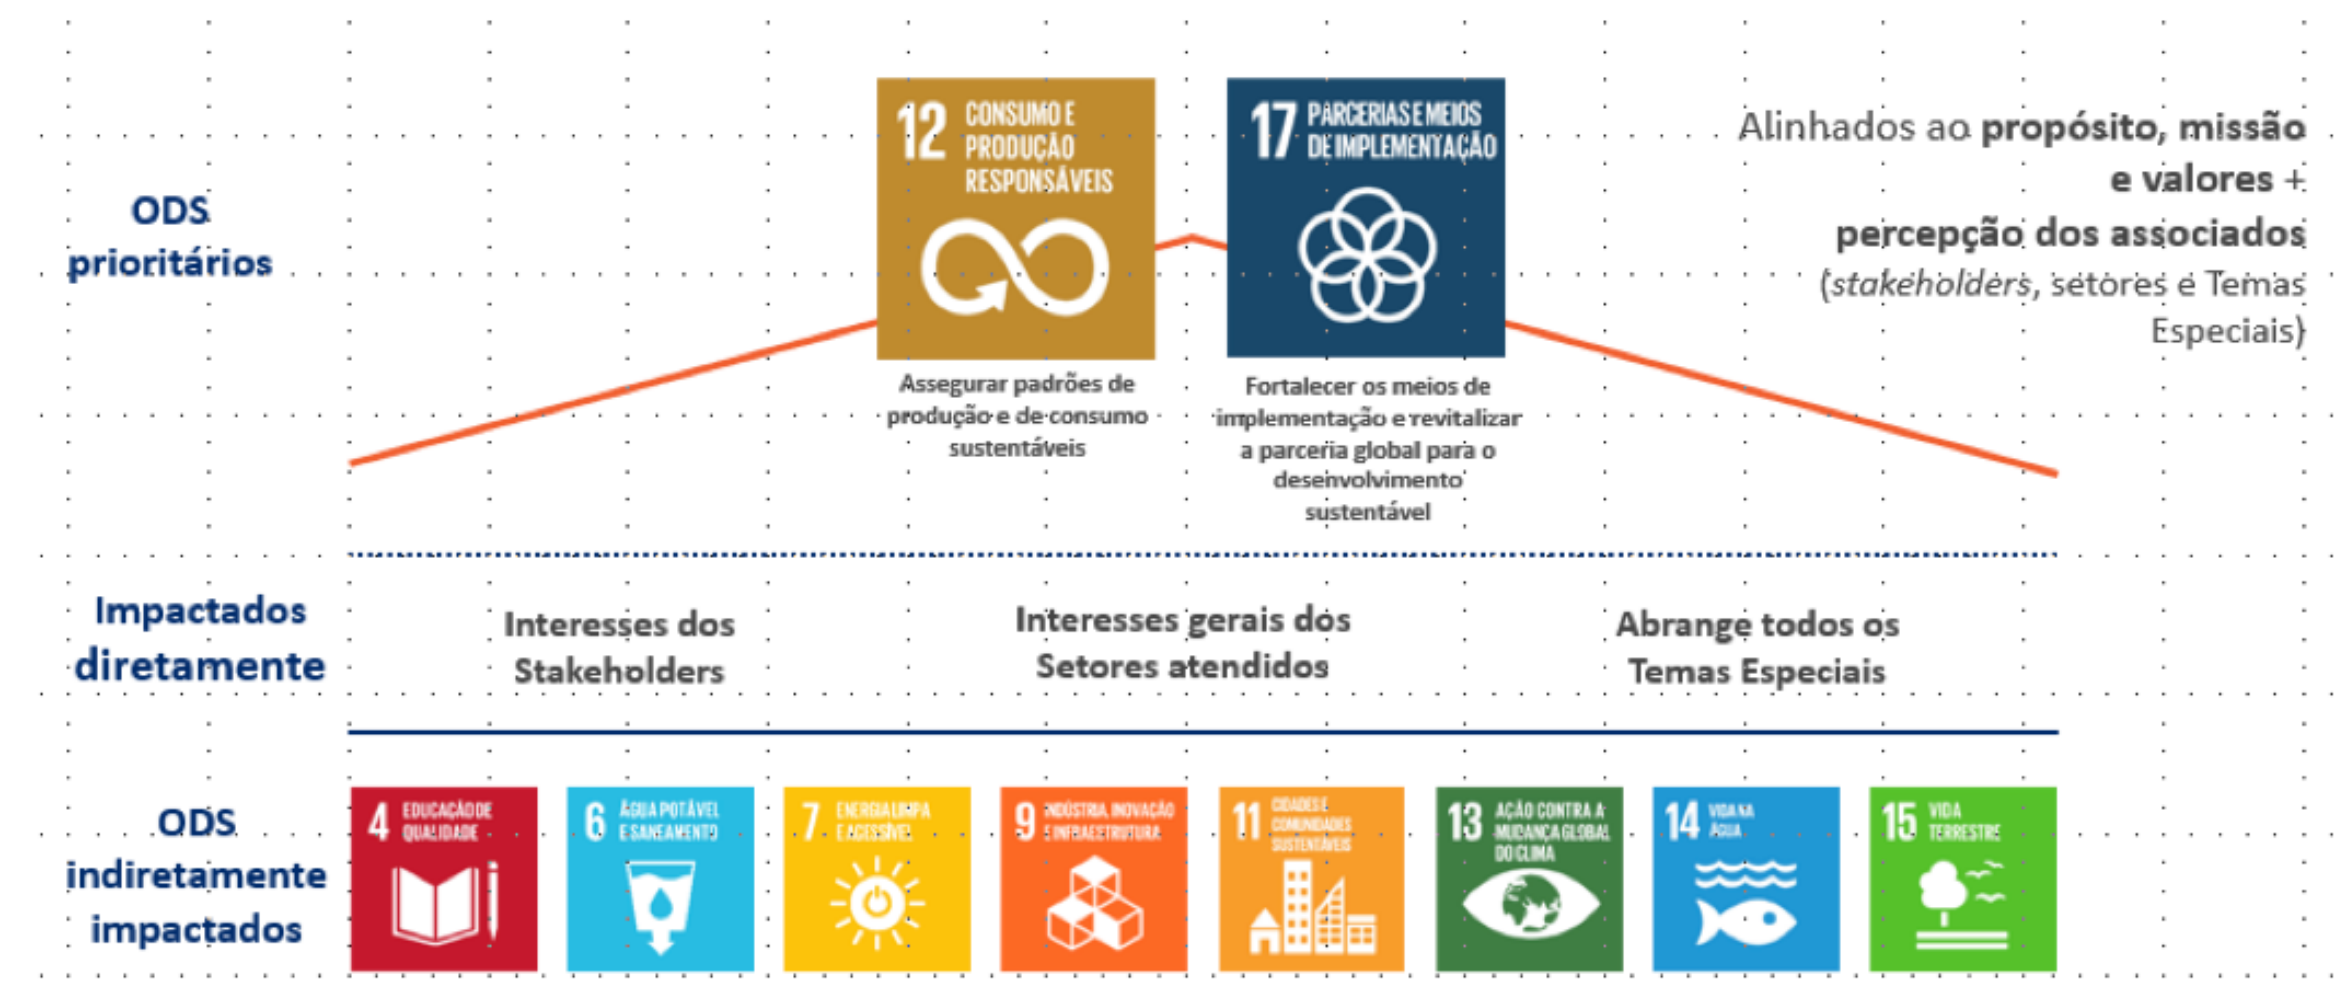 ODS
prioritários
12 CONSUMO E
PRODUÇÃO
RESPONSÁVEIS
Assegurar padrões de
produção e de consumo
sustentáveis
17 PARCERIAS E MEIOS
DE IMPLEMENTAÇÃO
Fortalecer os meios de
implementação e revitalizar
a parceria global para o
desenvolvimento
sustentável
Alinhados ao propósito, missão
e valores +
percepção dos associados
(stakeholders, setores e Temas
Especiais)
Impactados
diretamente
Interesses dos
Stakeholders
Interesses gerais dos
Setores atendidos
Abrange todos os
Temas Especiais
ODS
indiretamente
impactados
4 EDUCAÇÃO DE
QUALIDADE
6 ÁGUA POTÁVEL
E SANEAMENTO
7 ENERGIA LIMPA
E ACESSÍVEL
9 INDÚSTRIA, INOVAÇÃO
E INFRAESTRUTURA
11 CIDADES E
COMUNIDADES
SUSTENTÁVEIS
13 AÇÃO CONTRA A
MUDANÇA GLOBAL
DO CLIMA
14 VIDA NA
ÁGUA
15 VIDA
TERRESTRE